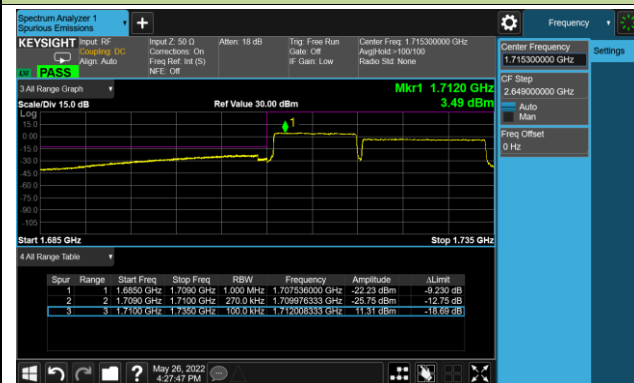 Spectrum Analyzer 1
Spurious Emissions
Frequency
KEYSIGHT
Input: RF
Coupling: DC
Align: Auto
Input Z: 50 Ω
Corrections: On
Freq Ref: Int (S)
NFE: Off
Atten: 18 dB
Trig: Free Run
Gate: Off
IF Gain: Low
Center Freq: 1.715300000 GHz
Avg|Hold:>100/100
Radio Std: None
PASS
Center Frequency
1.715300000 GHz
Settings
CF Step
2.649000000 GHz
Auto
Man
Freq Offset
0 Hz
3 All Range Graph
Mkr1 1.7120 GHz
3.49 dBm
Scale/Div 15.0 dB
Ref Value 30.00 dBm
Log
15.0
0.00
-15.0
-30.0
-45.0
-60.0
-75.0
-90.0
-105
1
Start 1.685 GHz
Stop 1.735 GHz
4 All Range Table
Spur Range Start Freq Stop Freq RBW Frequency Amplitude ΔLimit
1 1 1.6850 GHz 1.7090 GHz 1.000 MHz 1.707536000 GHz -22.23 dBm -9.230 dB
2 2 1.7090 GHz 1.7100 GHz 270.0 kHz 1.709976333 GHz -25.75 dBm -12.75 dB
3 3 1.7100 GHz 1.7350 GHz 100.0 kHz 1.712008333 GHz 11.31 dBm -18.69 dB
May 26, 2022
4:27:47 PM